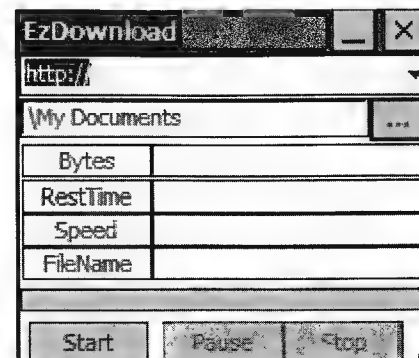 EzDownload
http://
\My Documents
...
Bytes
RestTime
Speed
FileName
Start Pause Stop